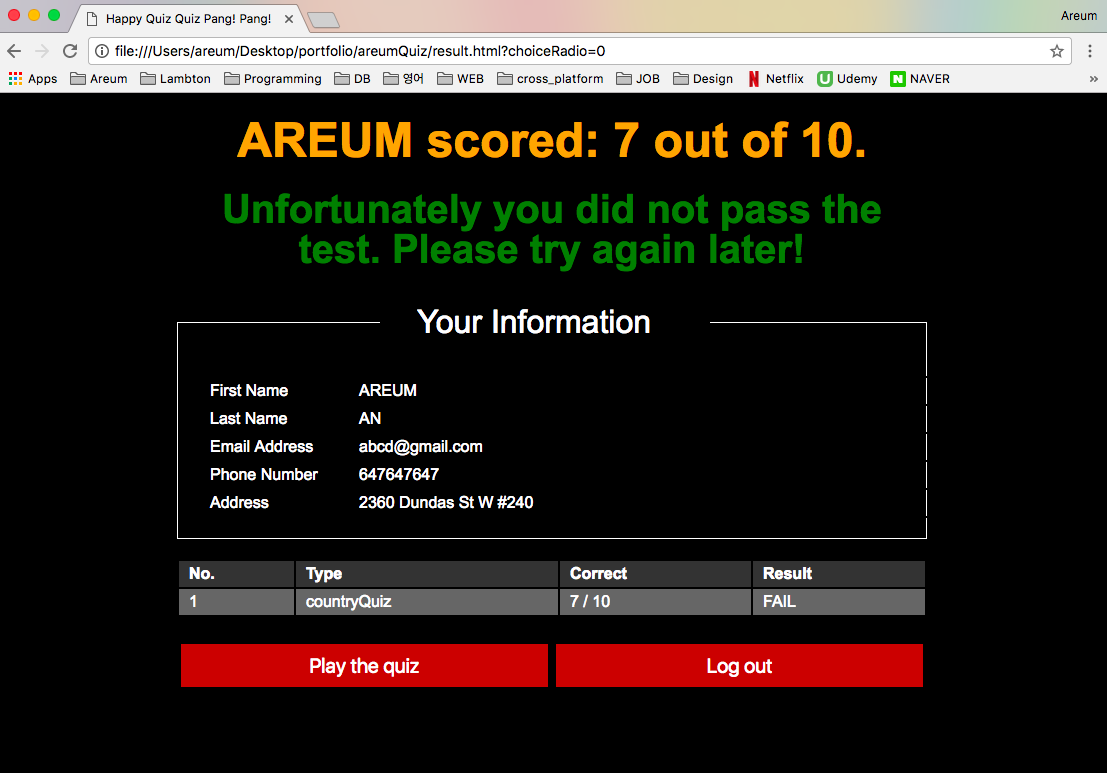 Happy Quiz Quiz Pang! Pang!
Areum
file:///Users/areum/Desktop/portfolio/areumQuiz/result.html?choiceRadio=0
Apps Areum Lambton Programming DB 영어 WEB cross_platform JOB Design N Netflix U Udemy N NAVER »
AREUM scored: 7 out of 10.
Unfortunately you did not pass the
test. Please try again later!
Your Information
First Name AREUM
Last Name AN
Email Address abcd@gmail.com
Phone Number 647647647
Address 2360 Dundas St W #240
No. Type Correct Result
1 countryQuiz 7 / 10 FAIL
Play the quiz Log out